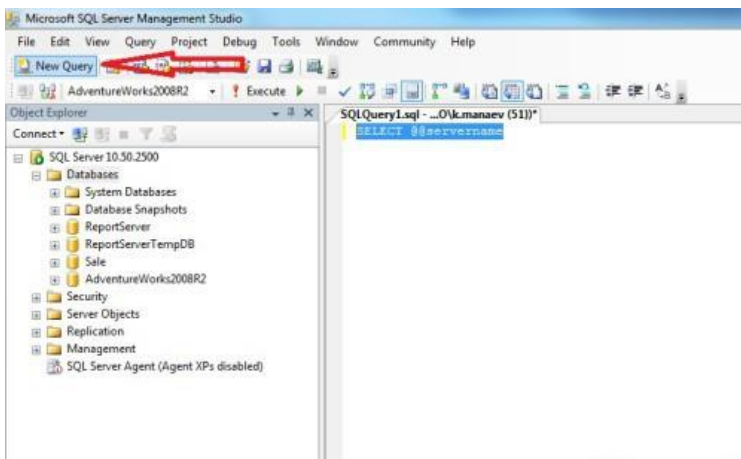 Microsoft SQL Server Management Studio
File Edit View Query Project Debug Tools Window Community Help
New Query
AdventureWorks2008R2 Execute
Object Explorer
SQLQuery1.sql - ...O\k.manaev (51))*
Connect
SELECT @@servername
SQL Server 10.50.2500
Databases
System Databases
Database Snapshots
ReportServer
ReportServerTempDB
Sale
AdventureWorks2008R2
Security
Server Objects
Replication
Management
SQL Server Agent (Agent XPs disabled)